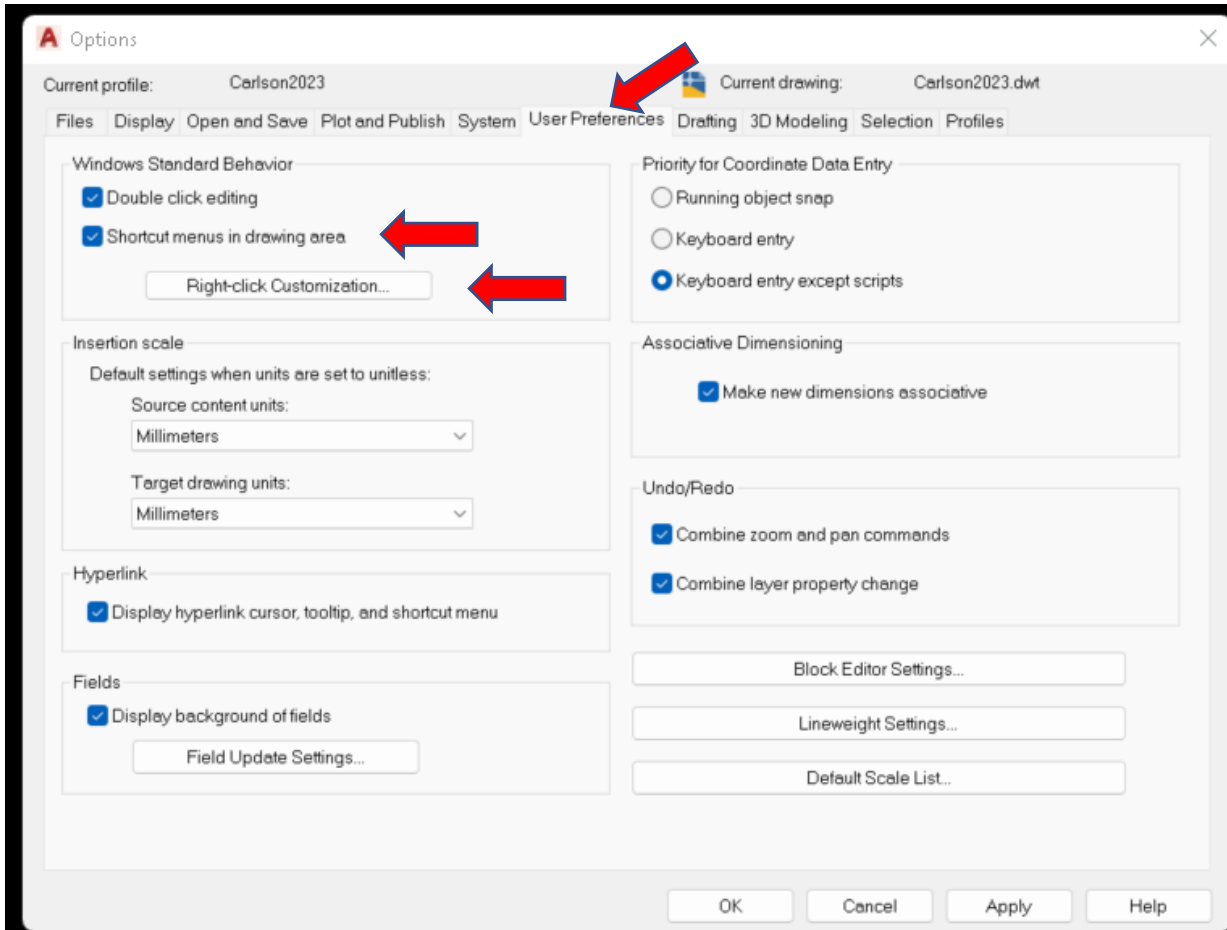 Options
Current profile: Carlson2023 Current drawing: Carlson2023.dwt
Files Display Open and Save Plot and Publish System User Preferences Drafting 3D Modeling Selection Profiles
Windows Standard Behavior
Double click editing
Shortcut menus in drawing area
Right-click Customization...
Insertion scale
Default settings when units are set to unitless:
Source content units:
Millimeters
Target drawing units:
Millimeters
Hyperlink
Display hyperlink cursor, tooltip, and shortcut menu
Fields
Display background of fields
Field Update Settings...
Priority for Coordinate Data Entry
Running object snap
Keyboard entry
Keyboard entry except scripts
Associative Dimensioning
Make new dimensions associative
Undo/Redo
Combine zoom and pan commands
Combine layer property change
Block Editor Settings...
Lineweight Settings...
Default Scale List...
OK Cancel Apply Help